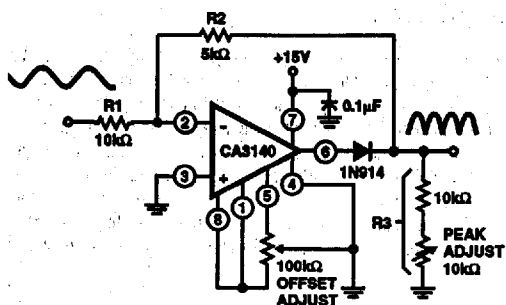 R2
5kΩ
+15V
0.1μF
R1
10kΩ
2
-
7
CA3140
6
1N914
3
+
4
5
1
8
10kΩ
R3
PEAK
ADJUST
10kΩ
100kΩ
OFFSET
ADJUST